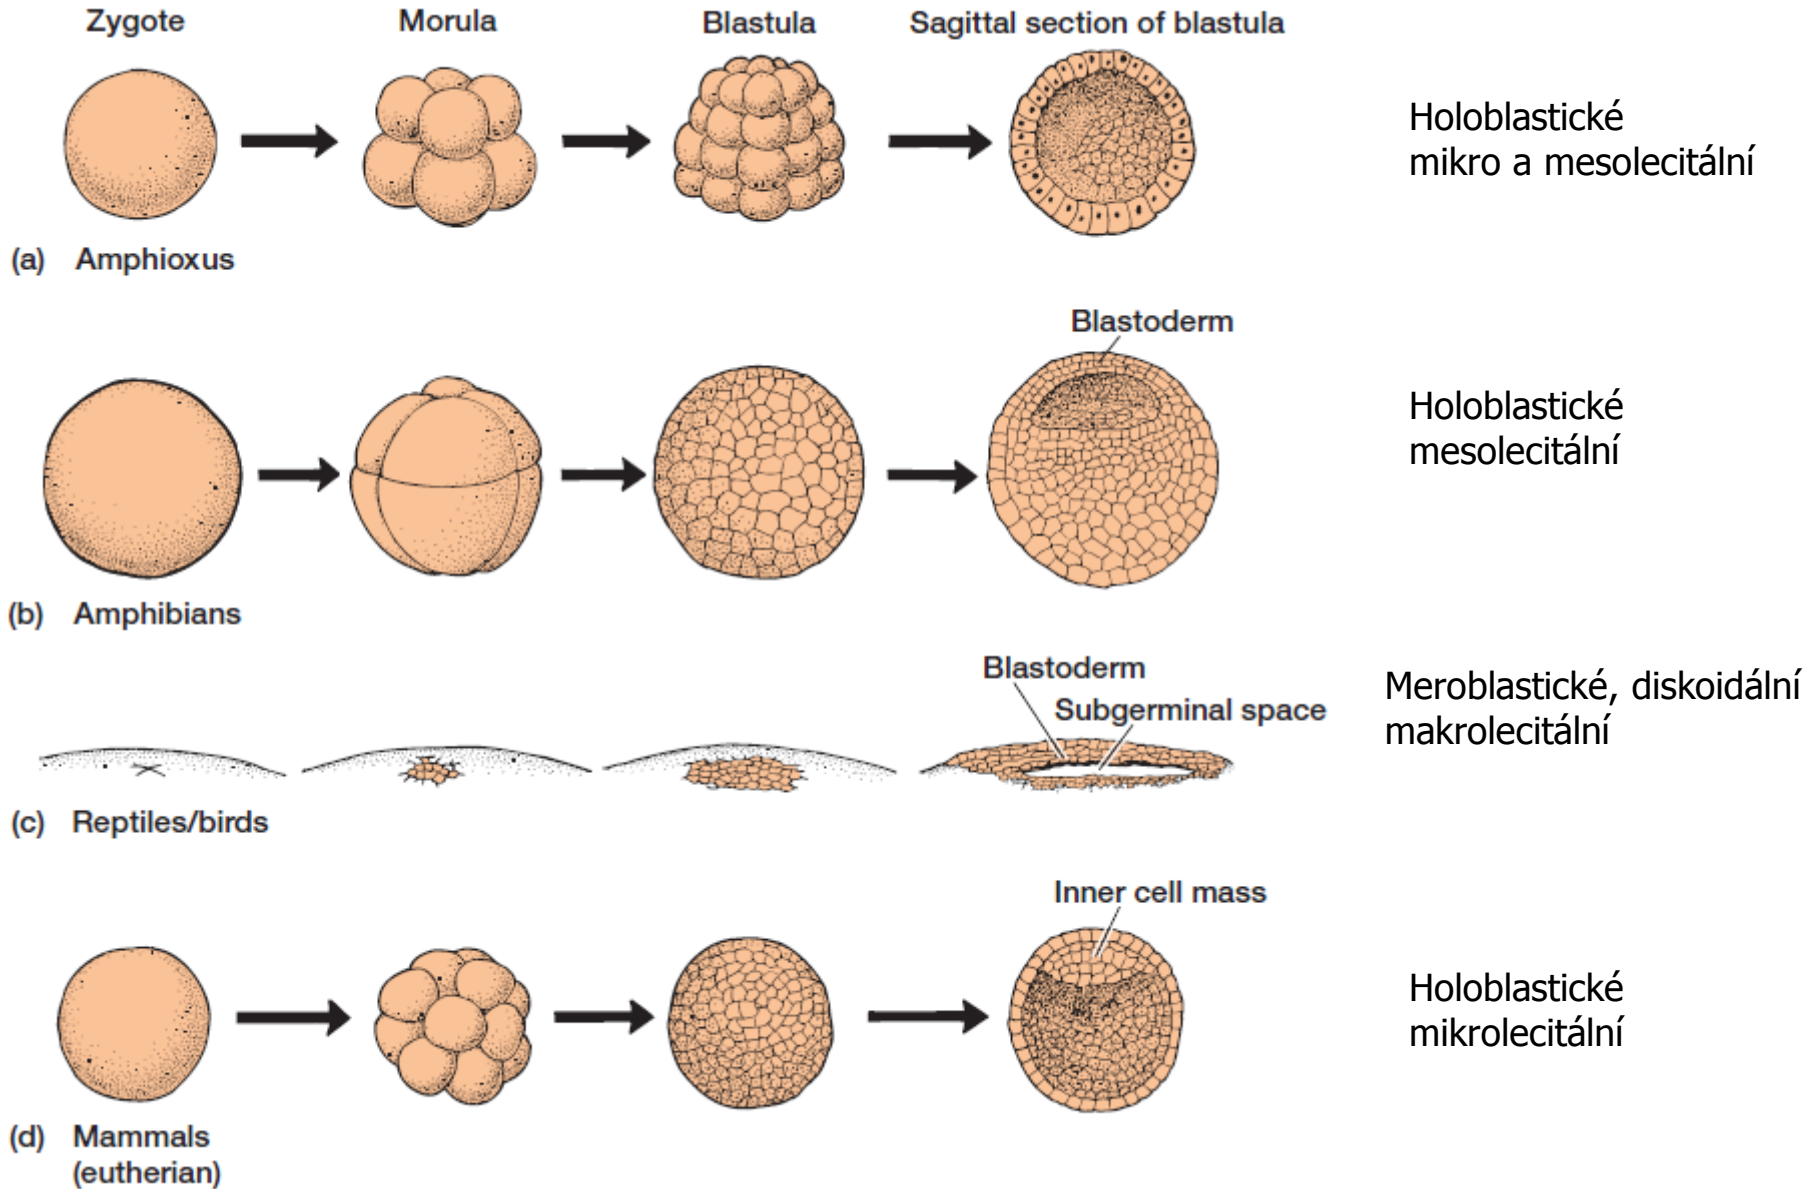 Zygote
Morula
Blastula
Sagittal section of blastula
Holoblastické
mikro a mesolecitální
(a) Amphioxus
Blastoderm
Holoblastické
mesolecitální
(b) Amphibians
Blastoderm
Subgerminal space
Meroblastické, diskoidální
makrolecitální
(c) Reptiles/birds
Inner cell mass
Holoblastické
mikrolecitální
(d) Mammals
(eutherian)